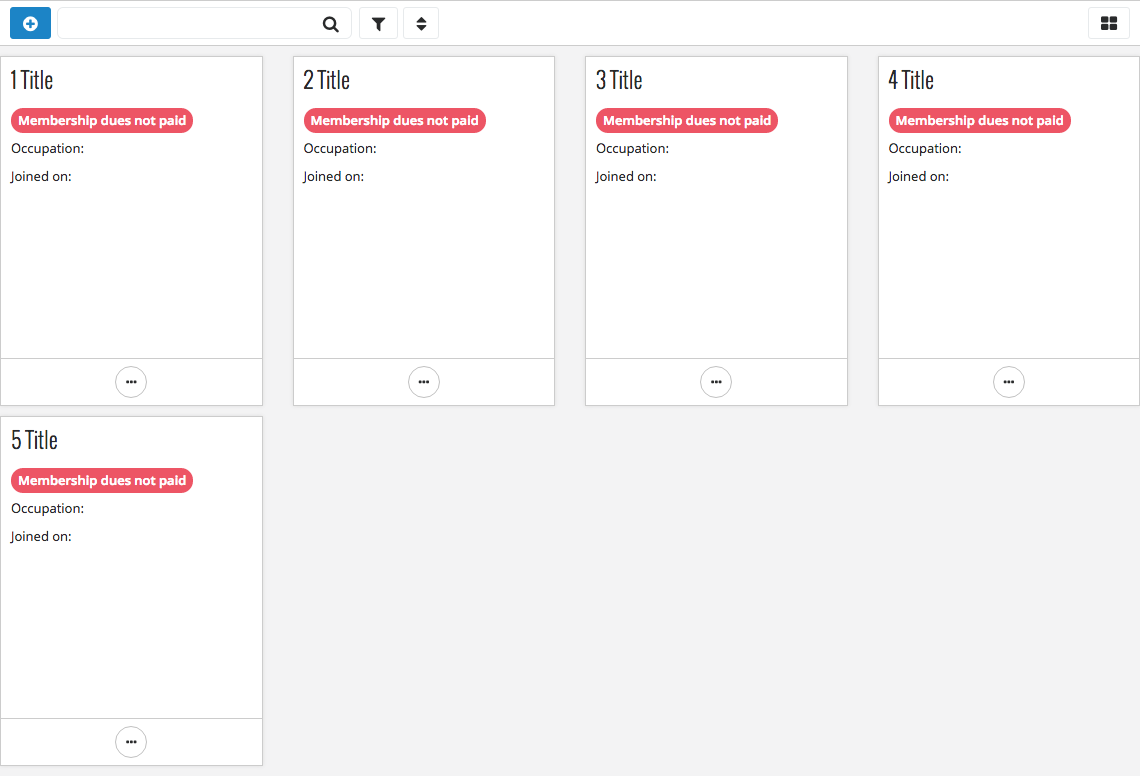 1 Title
Membership dues not paid
Occupation:
Joined on:
2 Title
Membership dues not paid
Occupation:
Joined on:
3 Title
Membership dues not paid
Occupation:
Joined on:
4 Title
Membership dues not paid
Occupation:
Joined on:
5 Title
Membership dues not paid
Occupation:
Joined on: